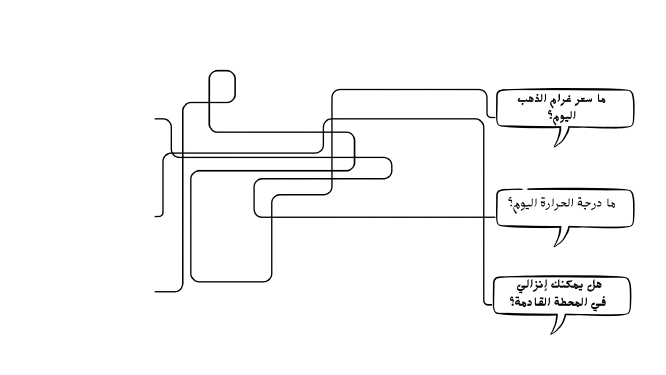 ما سعر غرام الذهب
اليوم؟
ما درجة الحرارة اليوم؟
هل يمكنك إنزالي
في المحطة القادمة؟